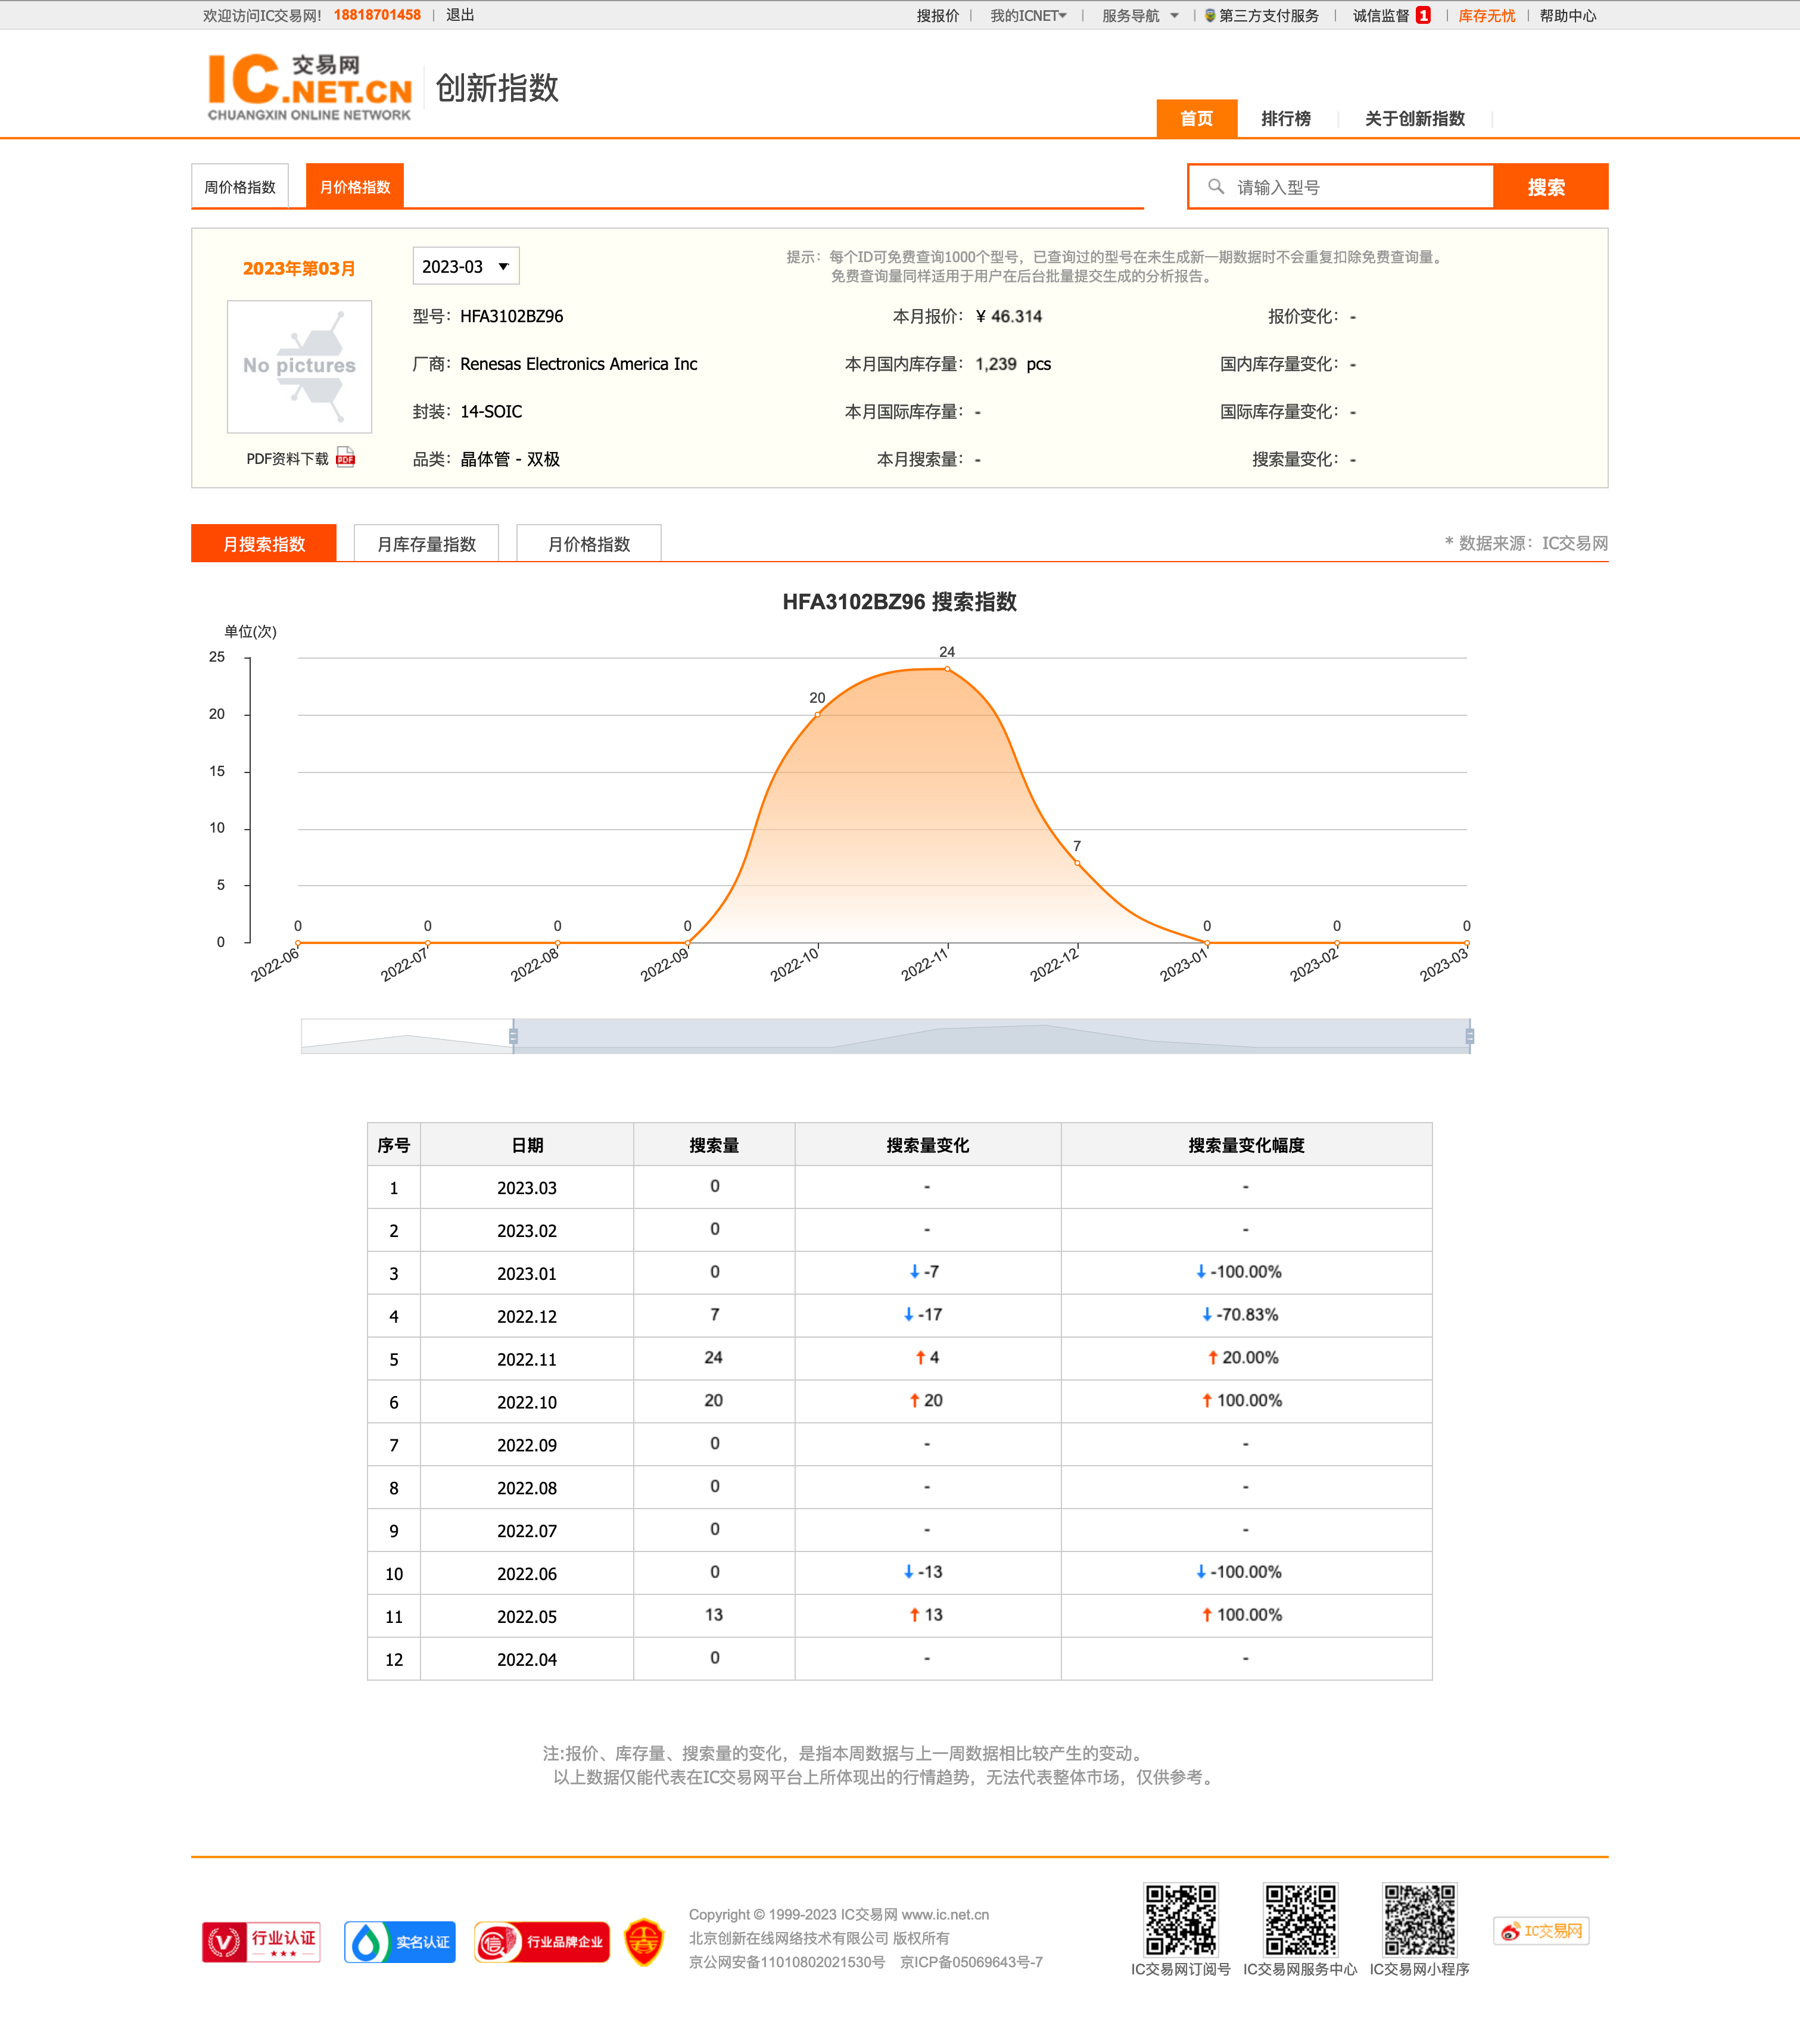 欢迎访问IC交易网! 18818701458 | 退出
搜报价 | 我的ICNET | 服务导航 | 第三方支付服务 | 诚信监督 1 | 库存无忧 | 帮助中心
IC.NET.CN 交易网
CHUANGXIN ONLINE NETWORK
创新指数
首页 排行榜 关于创新指数
周价格指数 月价格指数
请输入型号 搜索
2023年第03月
2023-03
提示：每个ID可免费查询1000个型号，已查询过的型号在未生成新一期数据时不会重复扣除免费查询量。
免费查询量同样适用于用户在后台批量提交生成的分析报告。
No pictures
PDF资料下载 PDF
型号：HFA3102BZ96 本月报价：¥ 46.314 报价变化：-
厂商：Renesas Electronics America Inc 本月国内库存量：1,239 pcs 国内库存量变化：-
封装：14-SOIC 本月国际库存量：- 国际库存量变化：-
品类：晶体管 - 双极 本月搜索量：- 搜索量变化：-
月搜索指数 月库存量指数 月价格指数
* 数据来源：IC交易网
HFA3102BZ96 搜索指数
单位(次)
25
20
15
10
5
0
0 0 0 0 20 24 7 0 0 0
2022-06 2022-07 2022-08 2022-09 2022-10 2022-11 2022-12 2023-01 2023-02 2023-03
序号 日期 搜索量 搜索量变化 搜索量变化幅度
1 2023.03 0 - -
2 2023.02 0 - -
3 2023.01 0 ↓ -7 ↓ -100.00%
4 2022.12 7 ↓ -17 ↓ -70.83%
5 2022.11 24 ↑ 4 ↑ 20.00%
6 2022.10 20 ↑ 20 ↑ 100.00%
7 2022.09 0 - -
8 2022.08 0 - -
9 2022.07 0 - -
10 2022.06 0 ↓ -13 ↓ -100.00%
11 2022.05 13 ↑ 13 ↑ 100.00%
12 2022.04 0 - -
注:报价、库存量、搜索量的变化，是指本周数据与上一周数据相比较产生的变动。
以上数据仅能代表在IC交易网平台上所体现出的行情趋势，无法代表整体市场，仅供参考。
V 行业认证
实名认证
信 行业品牌企业
Copyright © 1999-2023 IC交易网 www.ic.net.cn
北京创新在线网络技术有限公司 版权所有
京公网安备11010802021530号 京ICP备05069643号-7
IC交易网订阅号 IC交易网服务中心 IC交易网小程序
IC交易网